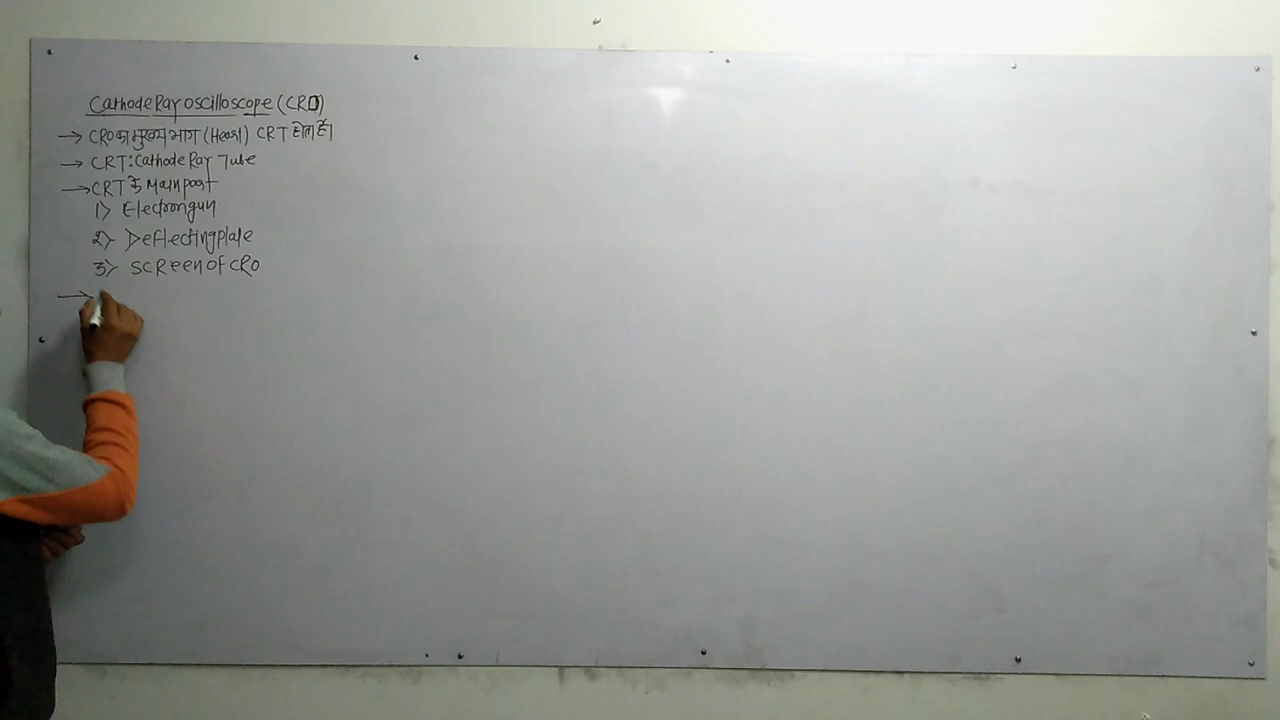 Cathode Ray oscilloscope (CRO)
→ CRO का मुख्य भाग (Heart) CRT होता है।
→ CRT: Cathode Ray Tube
→ CRT के Main part
1> Electron gun
2> Deflecting plate
3> SCReen of CRO
→